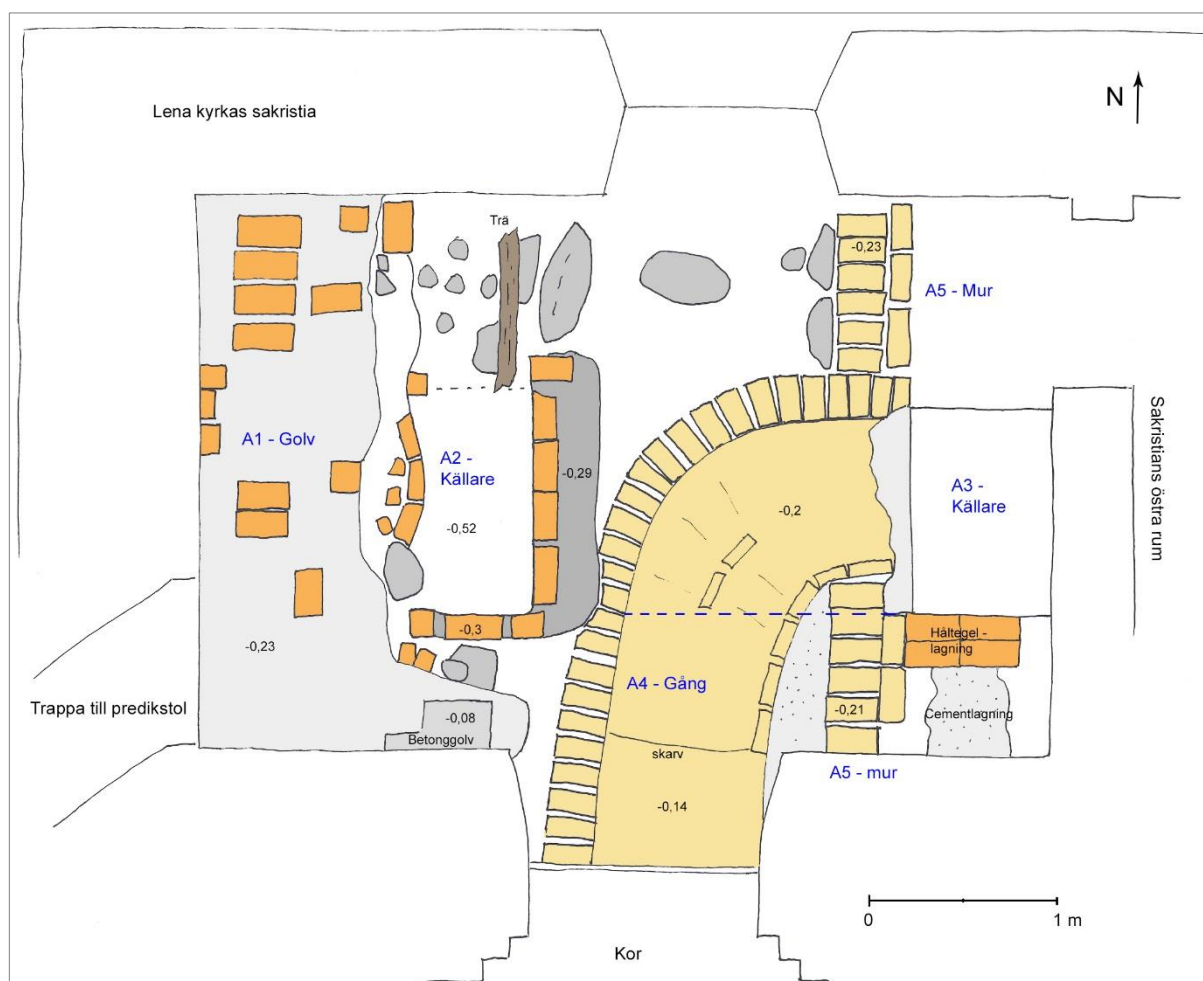 Lena kyrkas sakristia
N
Trä
-0,23
A5 - Mur
A1 - Golv
A2 -
Källare
-0,52
-0,29
-0,2
A3 -
Källare
Sakristians östra rum
-0,3
-0,23
Håltegel -
lagning
A4 - Gång
Trappa till predikstol
-0,08
Betonggolv
-0,21
Cementlagning
skarv
A5 - mur
-0,14
0
1 m
Kor